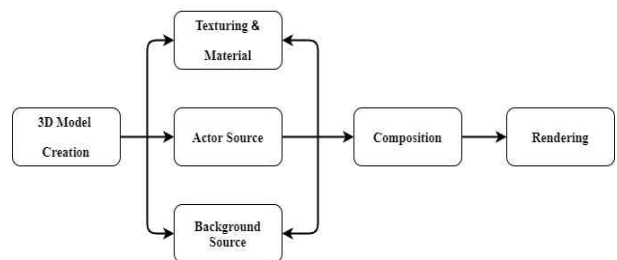 Texturing &
Material
3D Model
Creation
Actor Source
Composition
Rendering
Background
Source